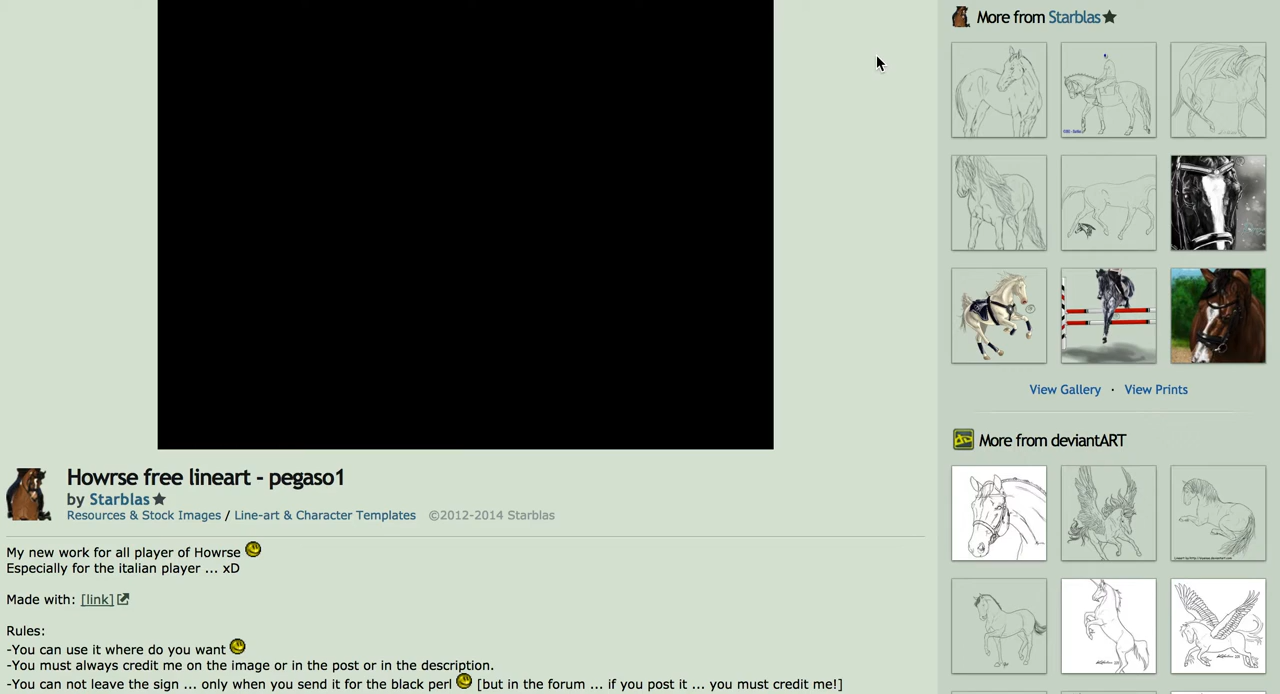 More from Starblas
View Gallery · View Prints
More from deviantART
Howrse free lineart - pegaso1
by Starblas
Resources & Stock Images / Line-art & Character Templates ©2012-2014 Starblas
My new work for all player of Howrse
Especially for the italian player ... xD
Made with: [link]
Rules:
-You can use it where do you want
-You must always credit me on the image or in the post or in the description.
-You can not leave the sign ... only when you send it for the black perl [but in the forum ... if you post it ... you must credit me!]